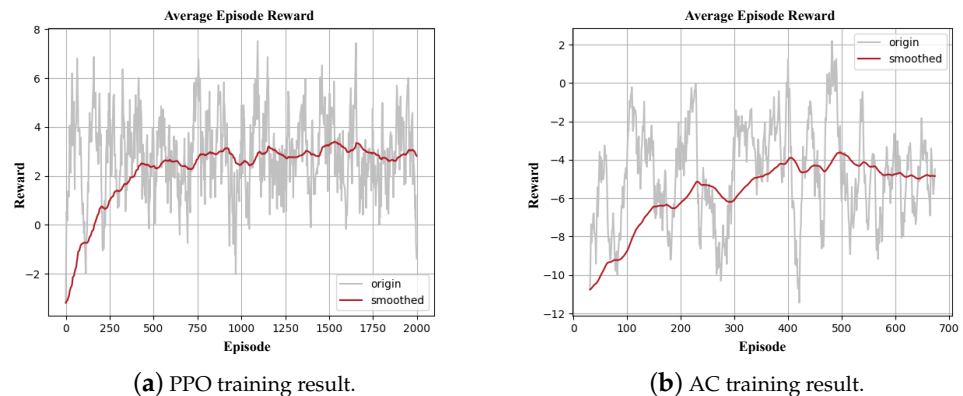 Average Episode Reward
8
6
4
2
0
−2
Reward
0 250 500 750 1000 1250 1500 1750 2000
Episode
origin
smoothed
(a) PPO training result.
Average Episode Reward
2
0
−2
−4
−6
−8
−10
−12
Reward
0 100 200 300 400 500 600 700
Episode
origin
smoothed
(b) AC training result.